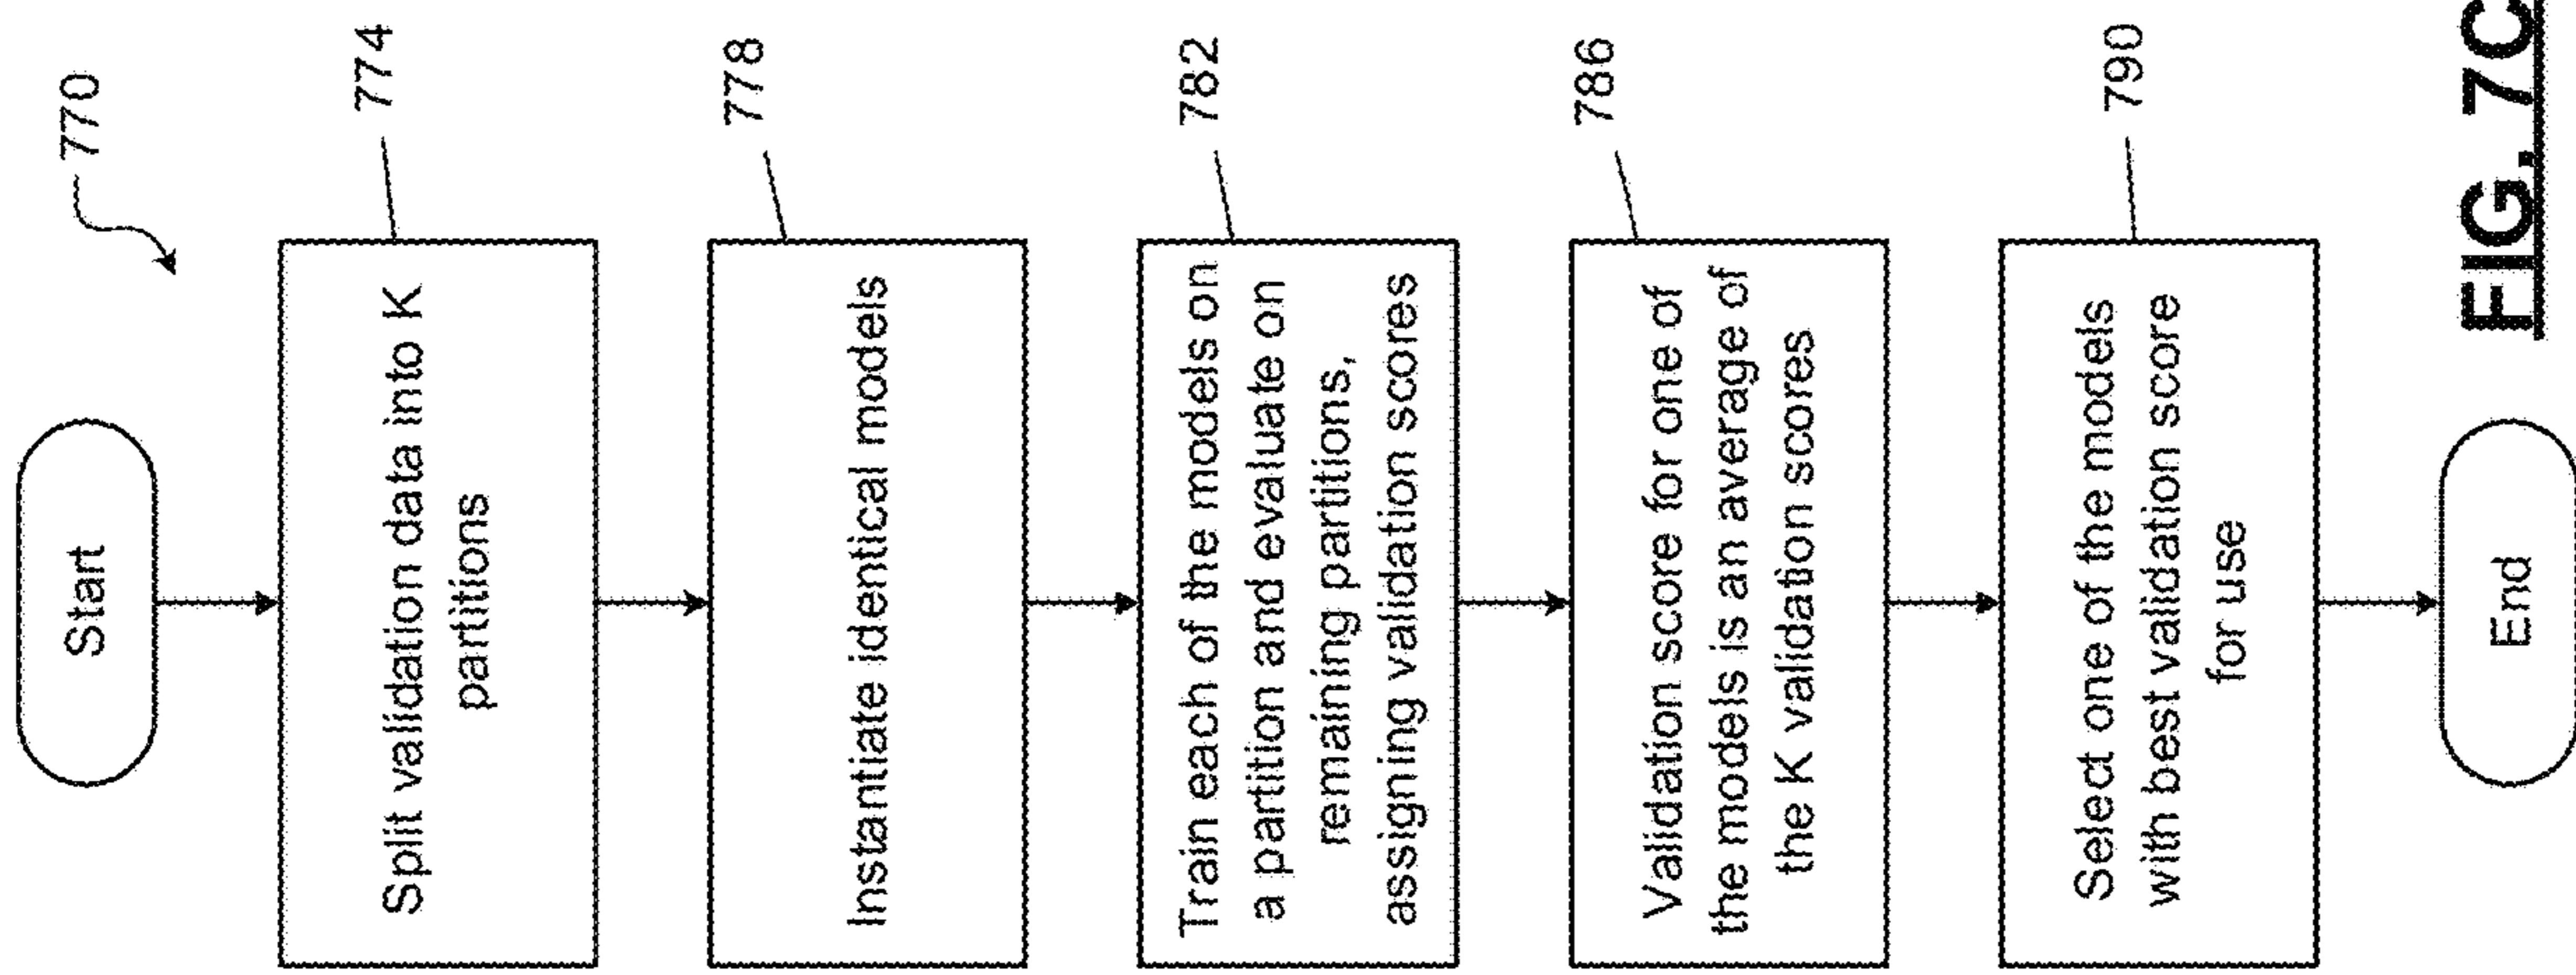 770
Start
774
Split validation data into K
partitions
778
Instantiate identical models
782
Train each of the models on
a partition and evaluate on
remaining partitions,
assigning validation scores
786
Validation score for one of
the models is an average of
the K validation scores
790
Select one of the models
with best validation score
for use
End
FIG. 7C